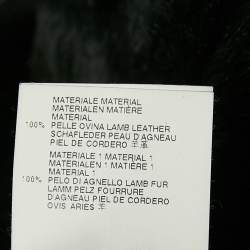 MATERIALE MATERIAL
MATERIALEN MATIÈRE
MATERIAL
100% PELLE OVINA LAMB LEATHER
SCHAFLEDER PEAU D'AGNEAU
PIEL DE CORDERO 羊革
MATERIALE 1 MATERIAL 1
MATERIALEN 1 MATIÈRE 1
MATERIAL 1
100% PELO DI AGNELLO LAMB FUR
LAMM PELZ FOURRURE
D'AGNEAU PIEL DE CORDERO
OVIS ARIES 羊